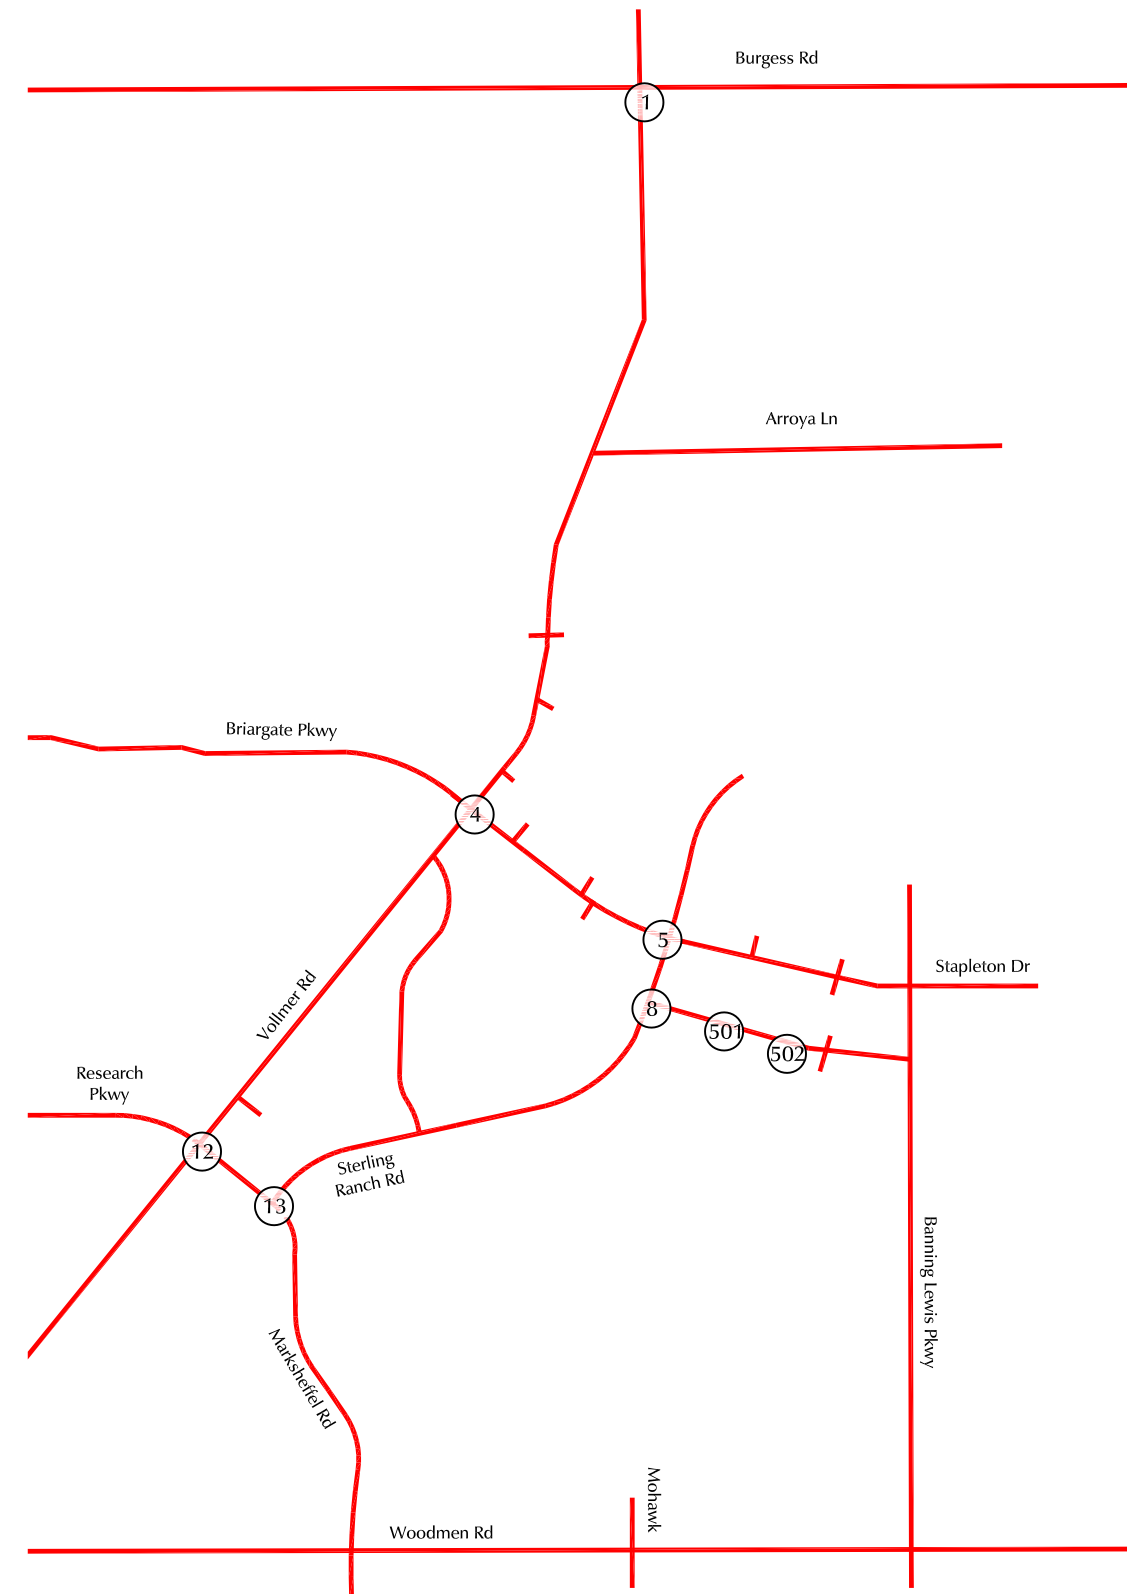 Burgess Rd
1
Arroya Ln
Briargate Pkwy
4
5
Stapleton Dr
Vollmer Rd
8
501
502
Research
Pkwy
12
Sterling
Ranch Rd
13
Banning Lewis Pkwy
Marksheffel Rd
Mohawk
Woodmen Rd